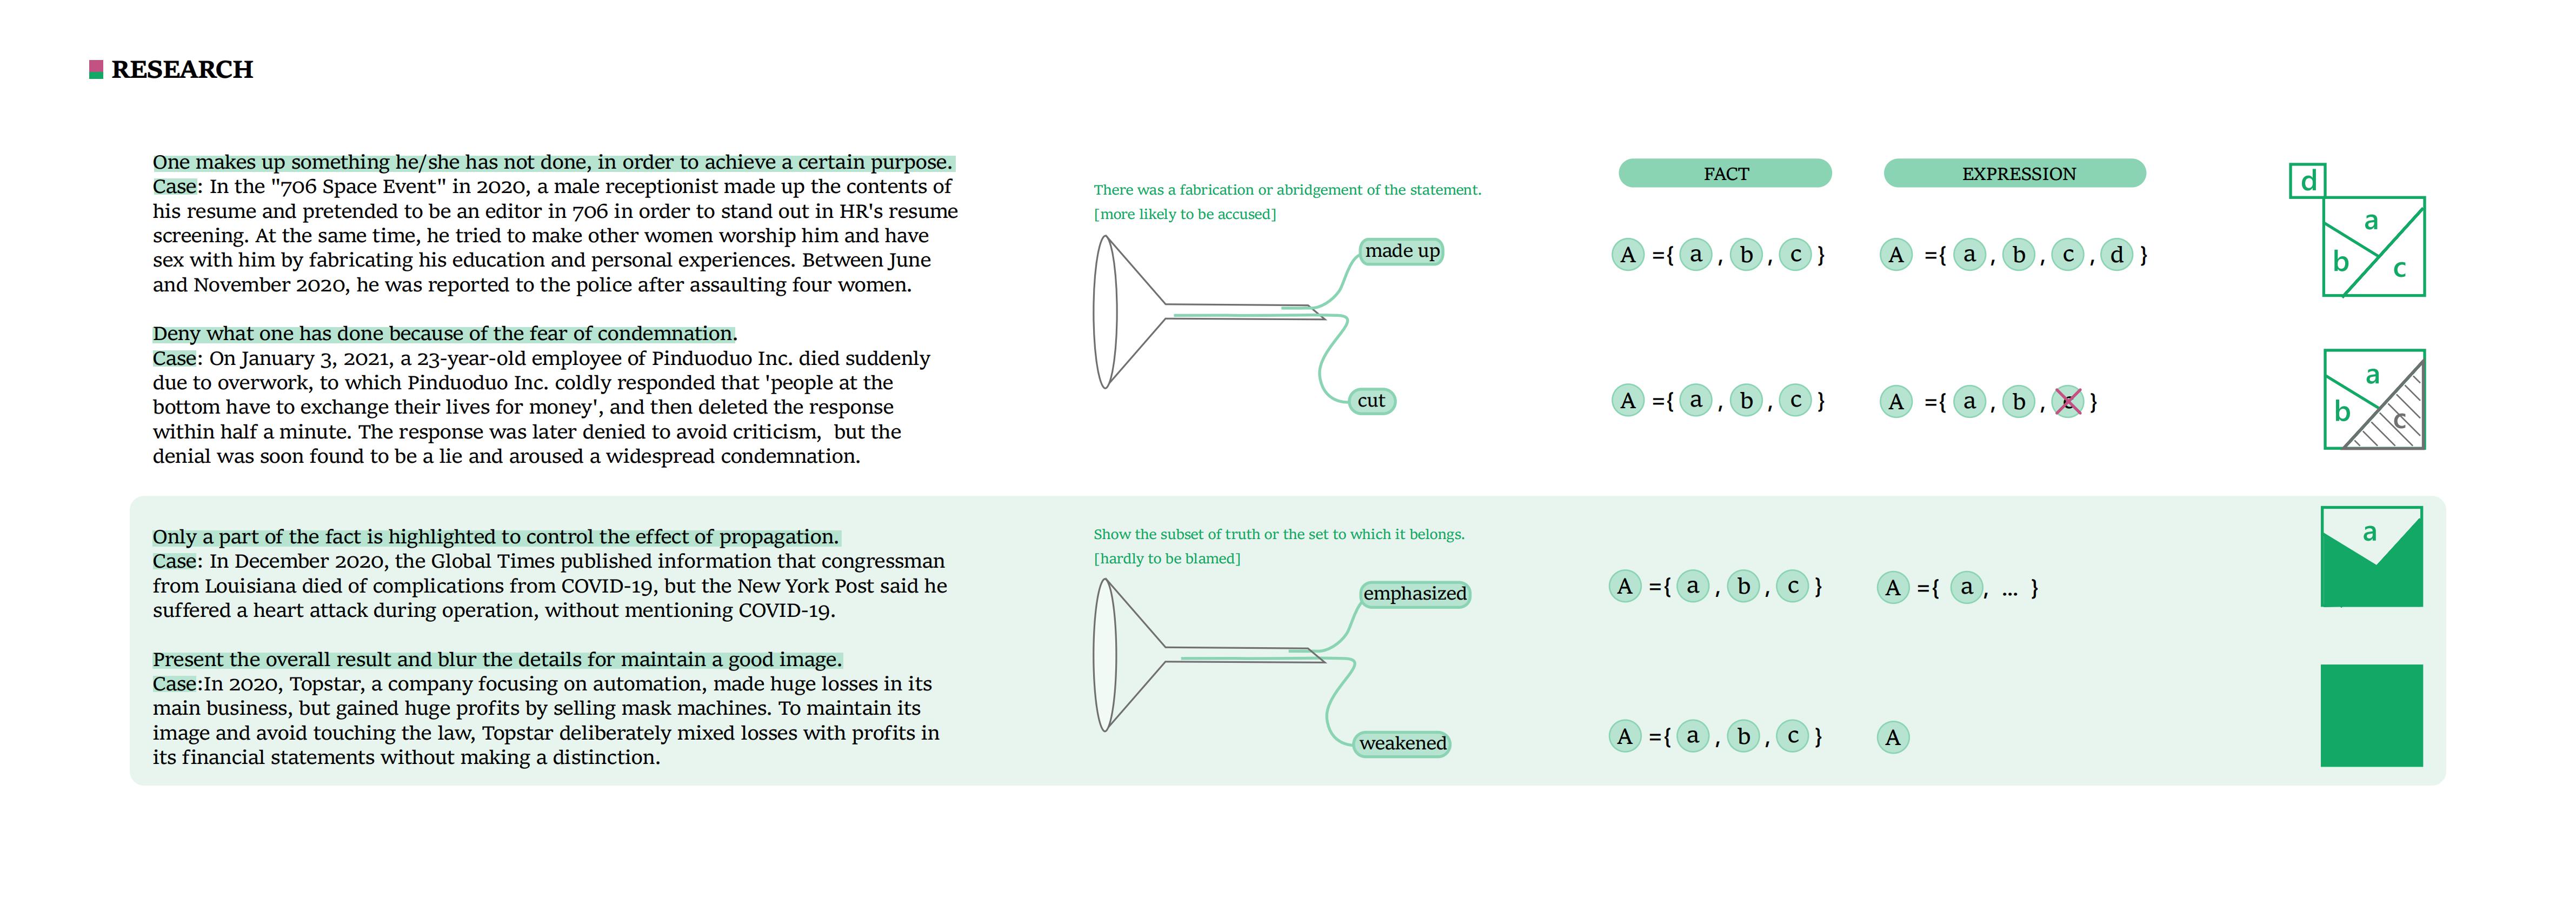 RESEARCH
One makes up something he/she has not done, in order to achieve a certain purpose.
Case: In the "706 Space Event" in 2020, a male receptionist made up the contents of
his resume and pretended to be an editor in 706 in order to stand out in HR's resume
screening. At the same time, he tried to make other women worship him and have
sex with him by fabricating his education and personal experiences. Between June
and November 2020, he was reported to the police after assaulting four women.
Deny what one has done because of the fear of condemnation.
Case: On January 3, 2021, a 23-year-old employee of Pinduoduo Inc. died suddenly
due to overwork, to which Pinduoduo Inc. coldly responded that 'people at the
bottom have to exchange their lives for money', and then deleted the response
within half a minute. The response was later denied to avoid criticism,  but the
denial was soon found to be a lie and aroused a widespread condemnation.
There was a fabrication or abridgement of the statement.
[more likely to be accused]
made up
cut
FACT
EXPRESSION
A ={ a , b , c }
A ={ a , b , c , d }
d
a
b
c
A ={ a , b , c }
A ={ a , b , c }
a
b
c
Only a part of the fact is highlighted to control the effect of propagation.
Case: In December 2020, the Global Times published information that congressman
from Louisiana died of complications from COVID-19, but the New York Post said he
suffered a heart attack during operation, without mentioning COVID-19.
Present the overall result and blur the details for maintain a good image.
Case:In 2020, Topstar, a company focusing on automation, made huge losses in its
main business, but gained huge profits by selling mask machines. To maintain its
image and avoid touching the law, Topstar deliberately mixed losses with profits in
its financial statements without making a distinction.
Show the subset of truth or the set to which it belongs.
[hardly to be blamed]
emphasized
weakened
A ={ a , b , c }
A ={ a , ... }
a
A ={ a , b , c }
A